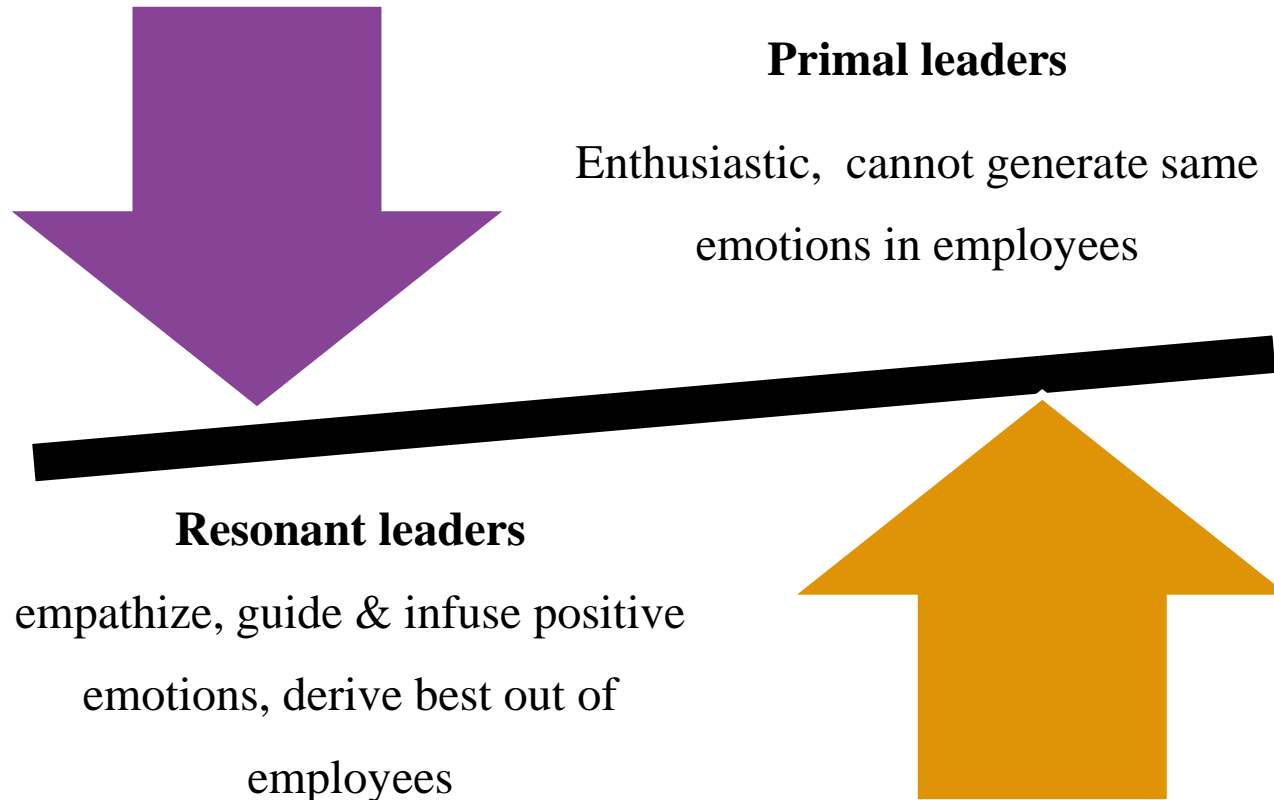 Primal leaders
Enthusiastic,  cannot generate same
emotions in employees
Resonant leaders
empathize, guide & infuse positive
emotions, derive best out of
employees